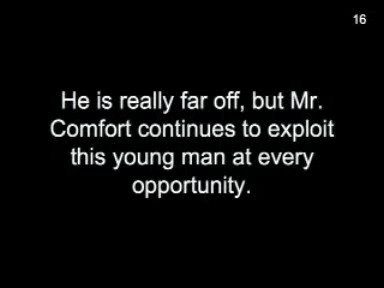 16
He is really far off, but Mr.
Comfort continues to exploit
this young man at every
opportunity.